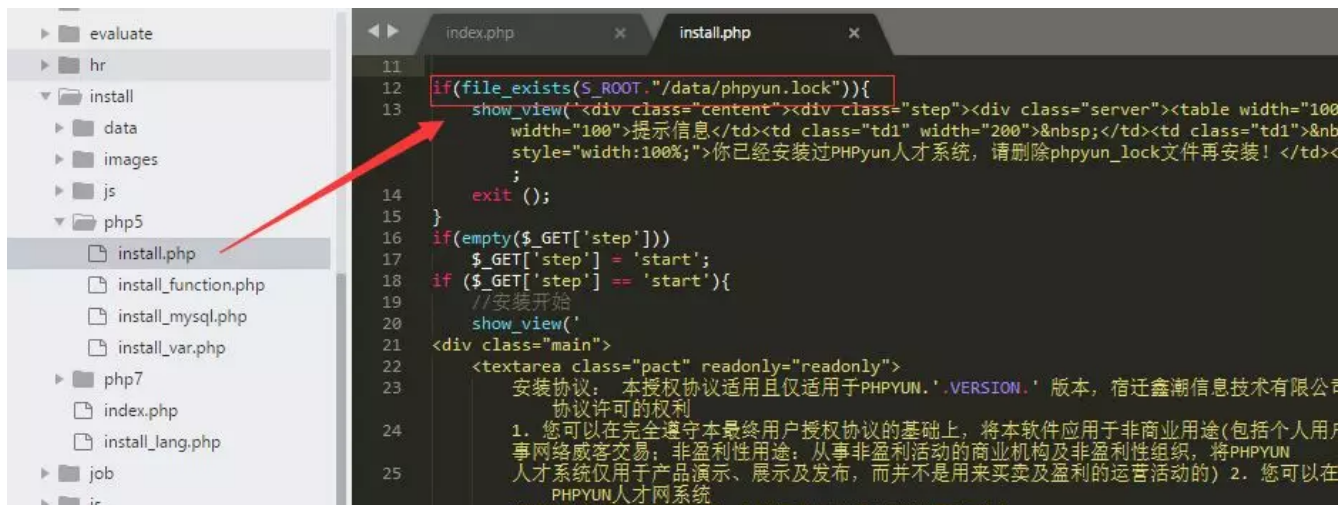 evaluate
hr
install
data
images
js
php5
install.php
install_function.php
install_mysql.php
install_var.php
php7
index.php
install_lang.php
job
index.php ×
install.php ×
11
12 if(file_exists(S_ROOT."/data/phpyun.lock")){
13 show_view('<div class="centent"><div class="step"><div class="server"><table width="100
width="100">提示信息</td><td class="td1" width="200">&nbsp;</td><td class="td1">&nb
style="width:100%;">你已经安装过PHPyun人才系统，请删除phpyun_lock文件再安装！</td><
;
14 exit ();
15 }
16 if(empty($_GET['step']))
17 $_GET['step'] = 'start';
18 if ($_GET['step'] == 'start'){
19 //安装开始
20 show_view('
21 <div class="main">
22 <textarea class="pact" readonly="readonly">
23 安装协议： 本授权协议适用且仅适用于PHPYUN.'.VERSION.' 版本，宿迁鑫潮信息技术有限公司
协议许可的权利
24 1. 您可以在完全遵守本最终用户授权协议的基础上，将本软件应用于非商业用途(包括个人用户
事网络威客交易；非盈利性用途：从事非盈利活动的商业机构及非盈利性组织，将PHPYUN
25 人才系统仅用于产品演示、展示及发布，而并不是用来买卖及盈利的运营活动的) 2. 您可以在
PHPYUN人才网系统